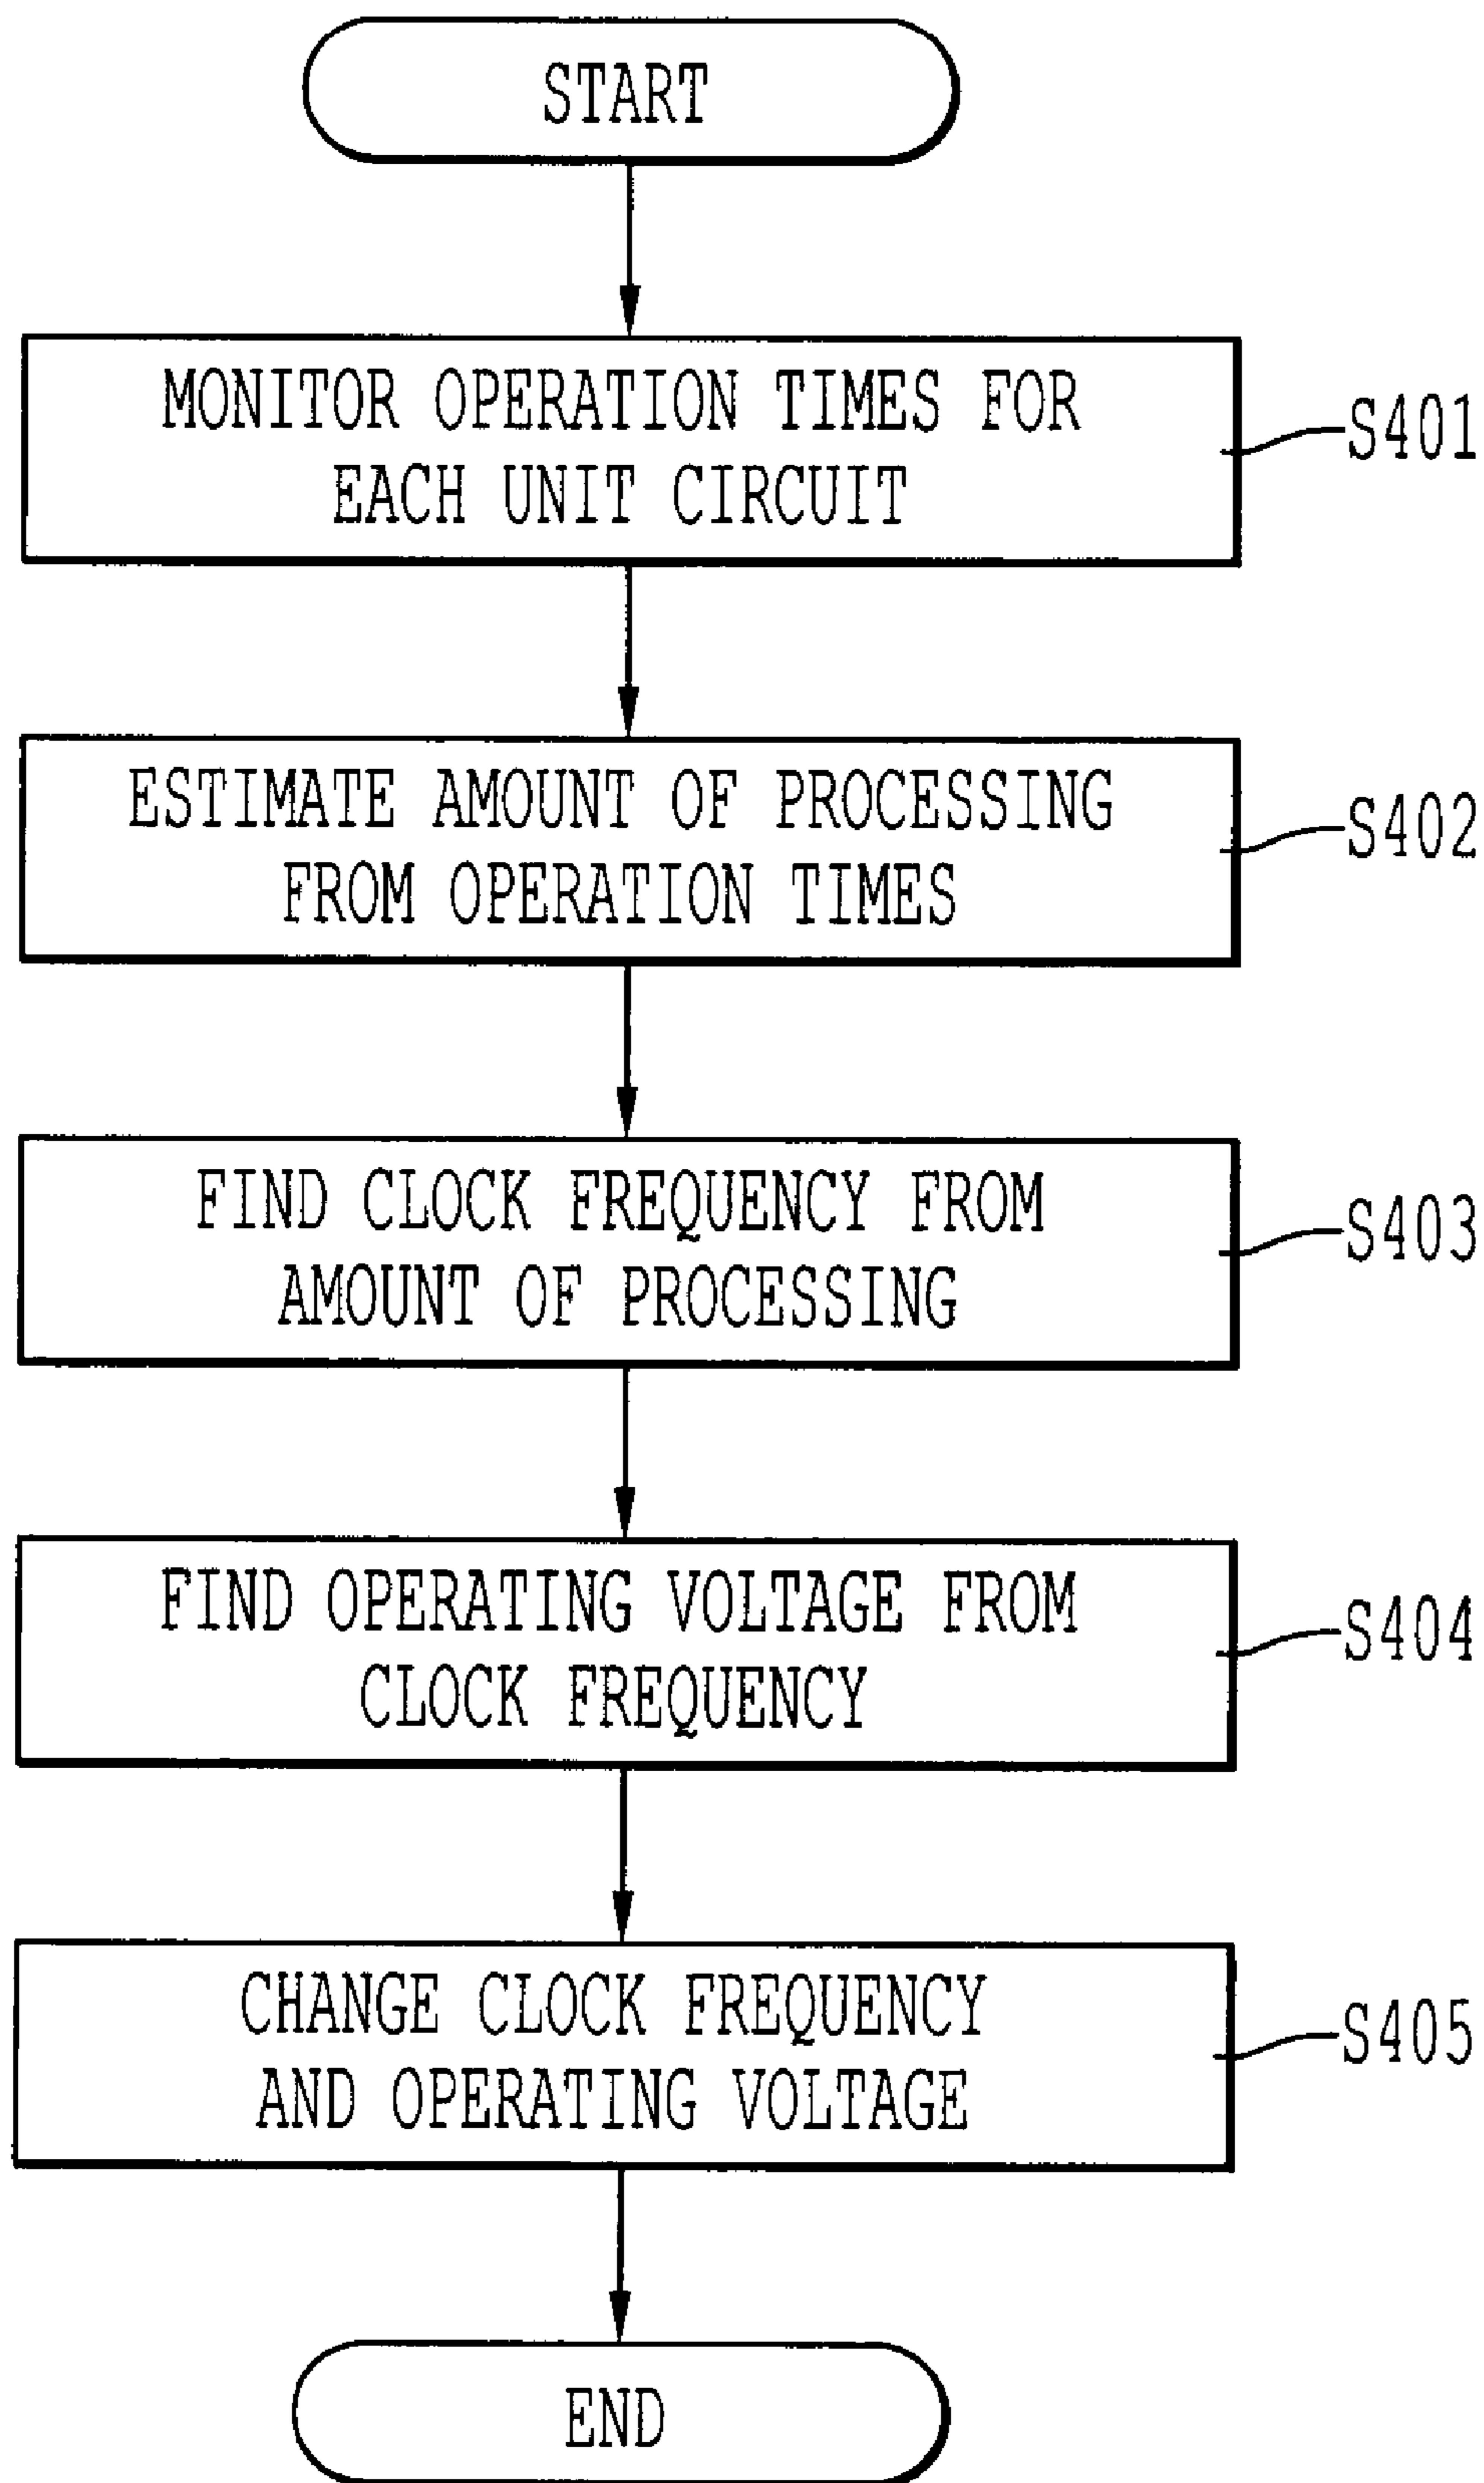 START
MONITOR OPERATION TIMES FOR
EACH UNIT CIRCUIT
S401
ESTIMATE AMOUNT OF PROCESSING
FROM OPERATION TIMES
S402
FIND CLOCK FREQUENCY FROM
AMOUNT OF PROCESSING
S403
FIND OPERATING VOLTAGE FROM
CLOCK FREQUENCY
S404
CHANGE CLOCK FREQUENCY
AND OPERATING VOLTAGE
S405
END